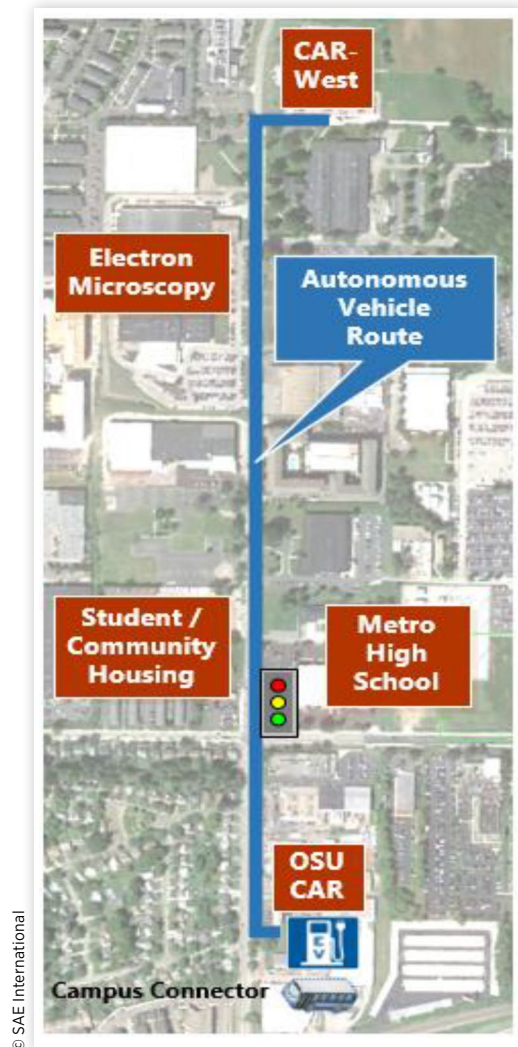 CAR-
West
Electron
Microscopy
Autonomous
Vehicle
Route
Student /
Community
Housing
Metro
High
School
OSU
CAR
EV
Campus Connector
© SAE International